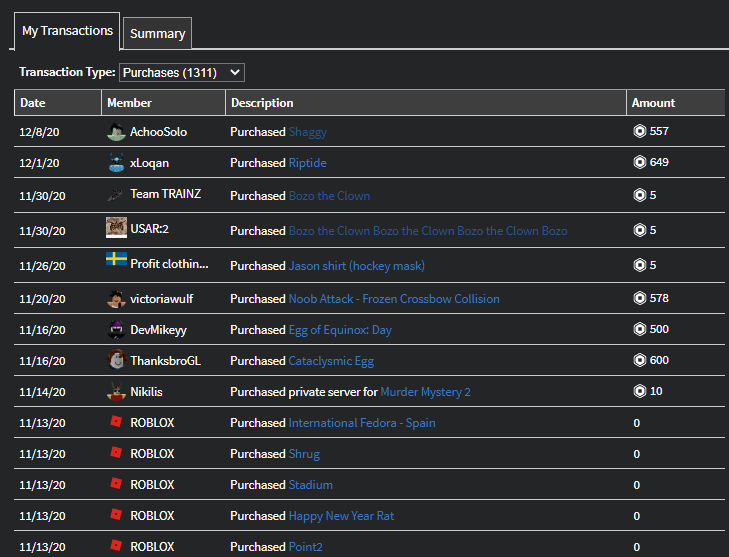 My Transactions Summary
Transaction Type: Purchases (1311)
Date Member Description Amount
12/8/20 AchooSolo Purchased Shaggy 557
12/1/20 xLoqan Purchased Riptide 649
11/30/20 Team TRAINZ Purchased Bozo the Clown 5
11/30/20 USAR:2 Purchased Bozo the Clown Bozo the Clown Bozo the Clown Bozo 5
11/26/20 Profit clothin... Purchased Jason shirt (hockey mask) 5
11/20/20 victoriawulf Purchased Noob Attack - Frozen Crossbow Collision 578
11/16/20 DevMikeyy Purchased Egg of Equinox: Day 500
11/16/20 ThanksbroGL Purchased Cataclysmic Egg 600
11/14/20 Nikilis Purchased private server for Murder Mystery 2 10
11/13/20 ROBLOX Purchased International Fedora - Spain 0
11/13/20 ROBLOX Purchased Shrug 0
11/13/20 ROBLOX Purchased Stadium 0
11/13/20 ROBLOX Purchased Happy New Year Rat 0
11/13/20 ROBLOX Purchased Point2 0